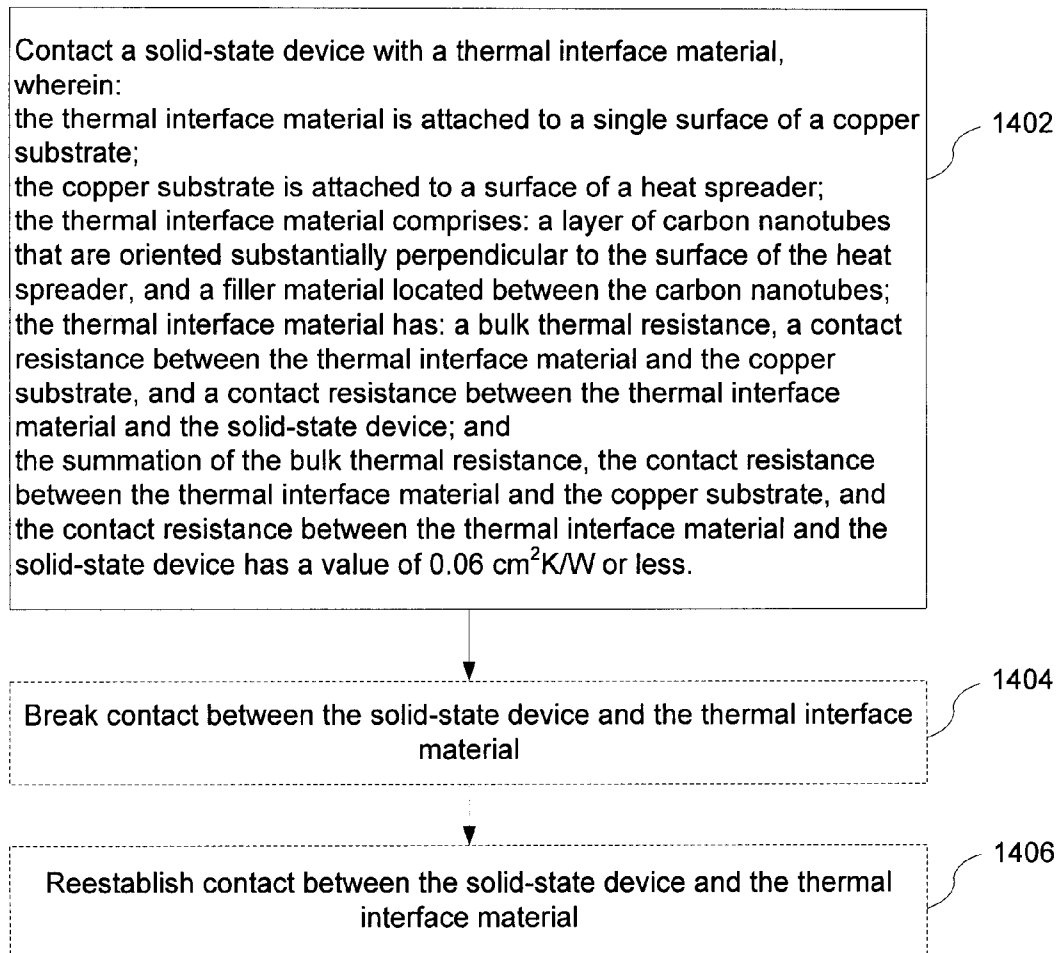 Contact a solid-state device with a thermal interface material,
wherein:
the thermal interface material is attached to a single surface of a copper
substrate;
the copper substrate is attached to a surface of a heat spreader;
the thermal interface material comprises: a layer of carbon nanotubes
that are oriented substantially perpendicular to the surface of the heat
spreader, and a filler material located between the carbon nanotubes;
the thermal interface material has: a bulk thermal resistance, a contact
resistance between the thermal interface material and the copper
substrate, and a contact resistance between the thermal interface
material and the solid-state device; and
the summation of the bulk thermal resistance, the contact resistance
between the thermal interface material and the copper substrate, and
the contact resistance between the thermal interface material and the
solid-state device has a value of 0.06 cm²K/W or less.
1402
Break contact between the solid-state device and the thermal interface
material
1404
Reestablish contact between the solid-state device and the thermal
interface material
1406